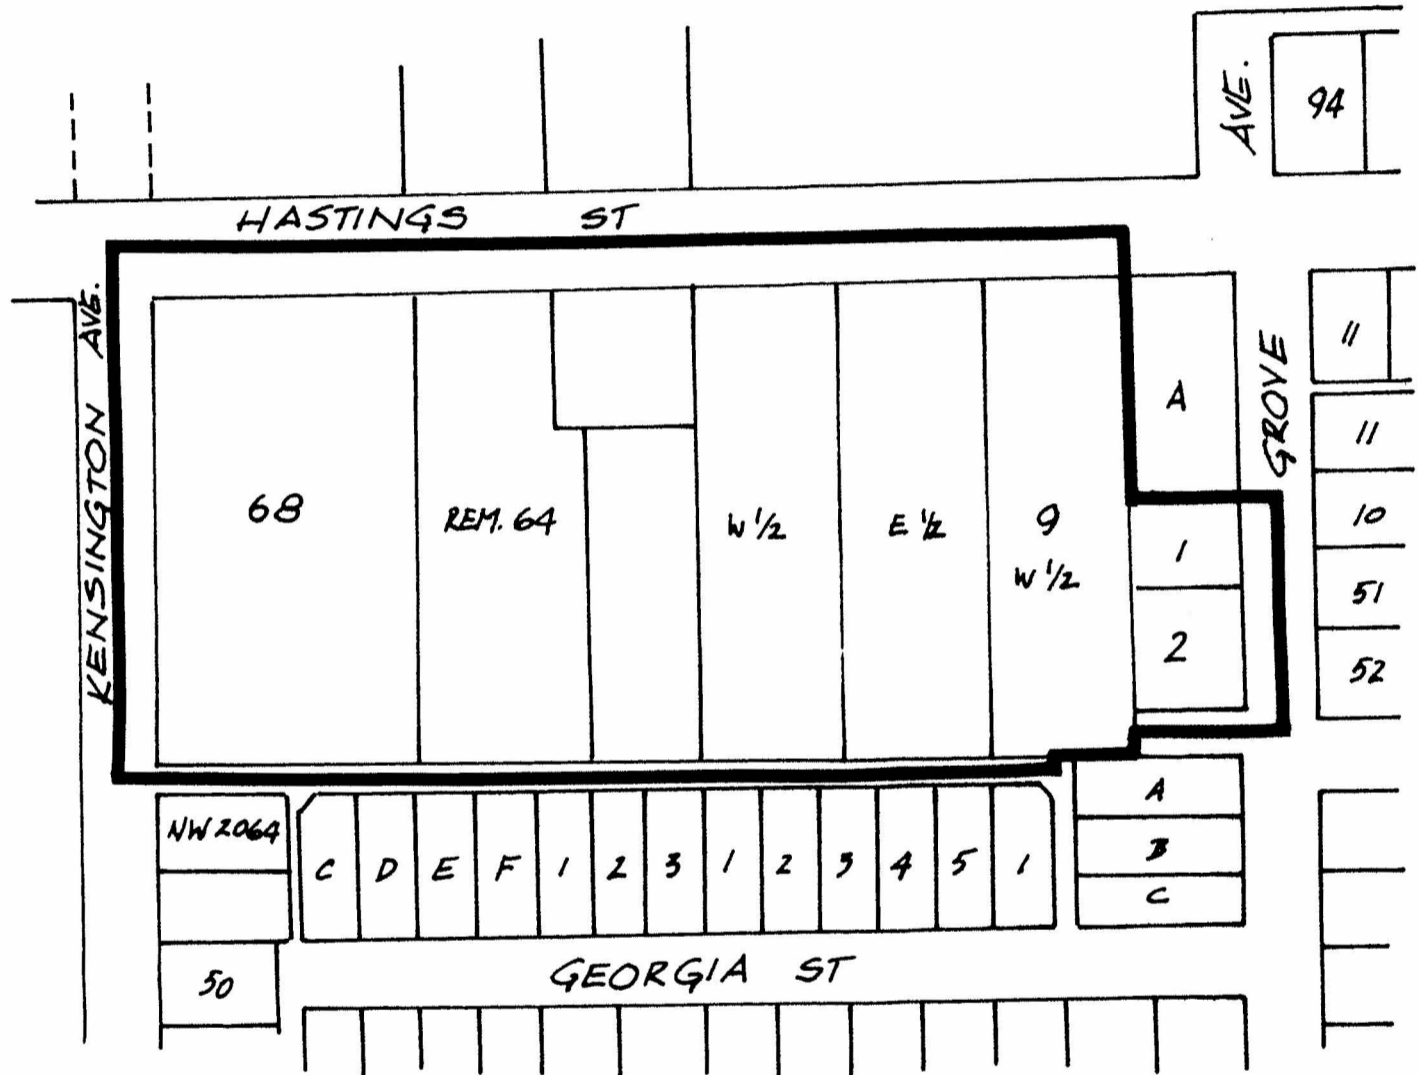 AVE.
94
HASTINGS ST
KENSINGTON AVE.
GROVE
11
A
11
68
REM. 64
W 1/2
E 1/2
9
W 1/2
1
10
51
2
52
NW 2064
C D E F 1 2 3 1 2 3 4 5 1
A
B
C
50
GEORGIA ST